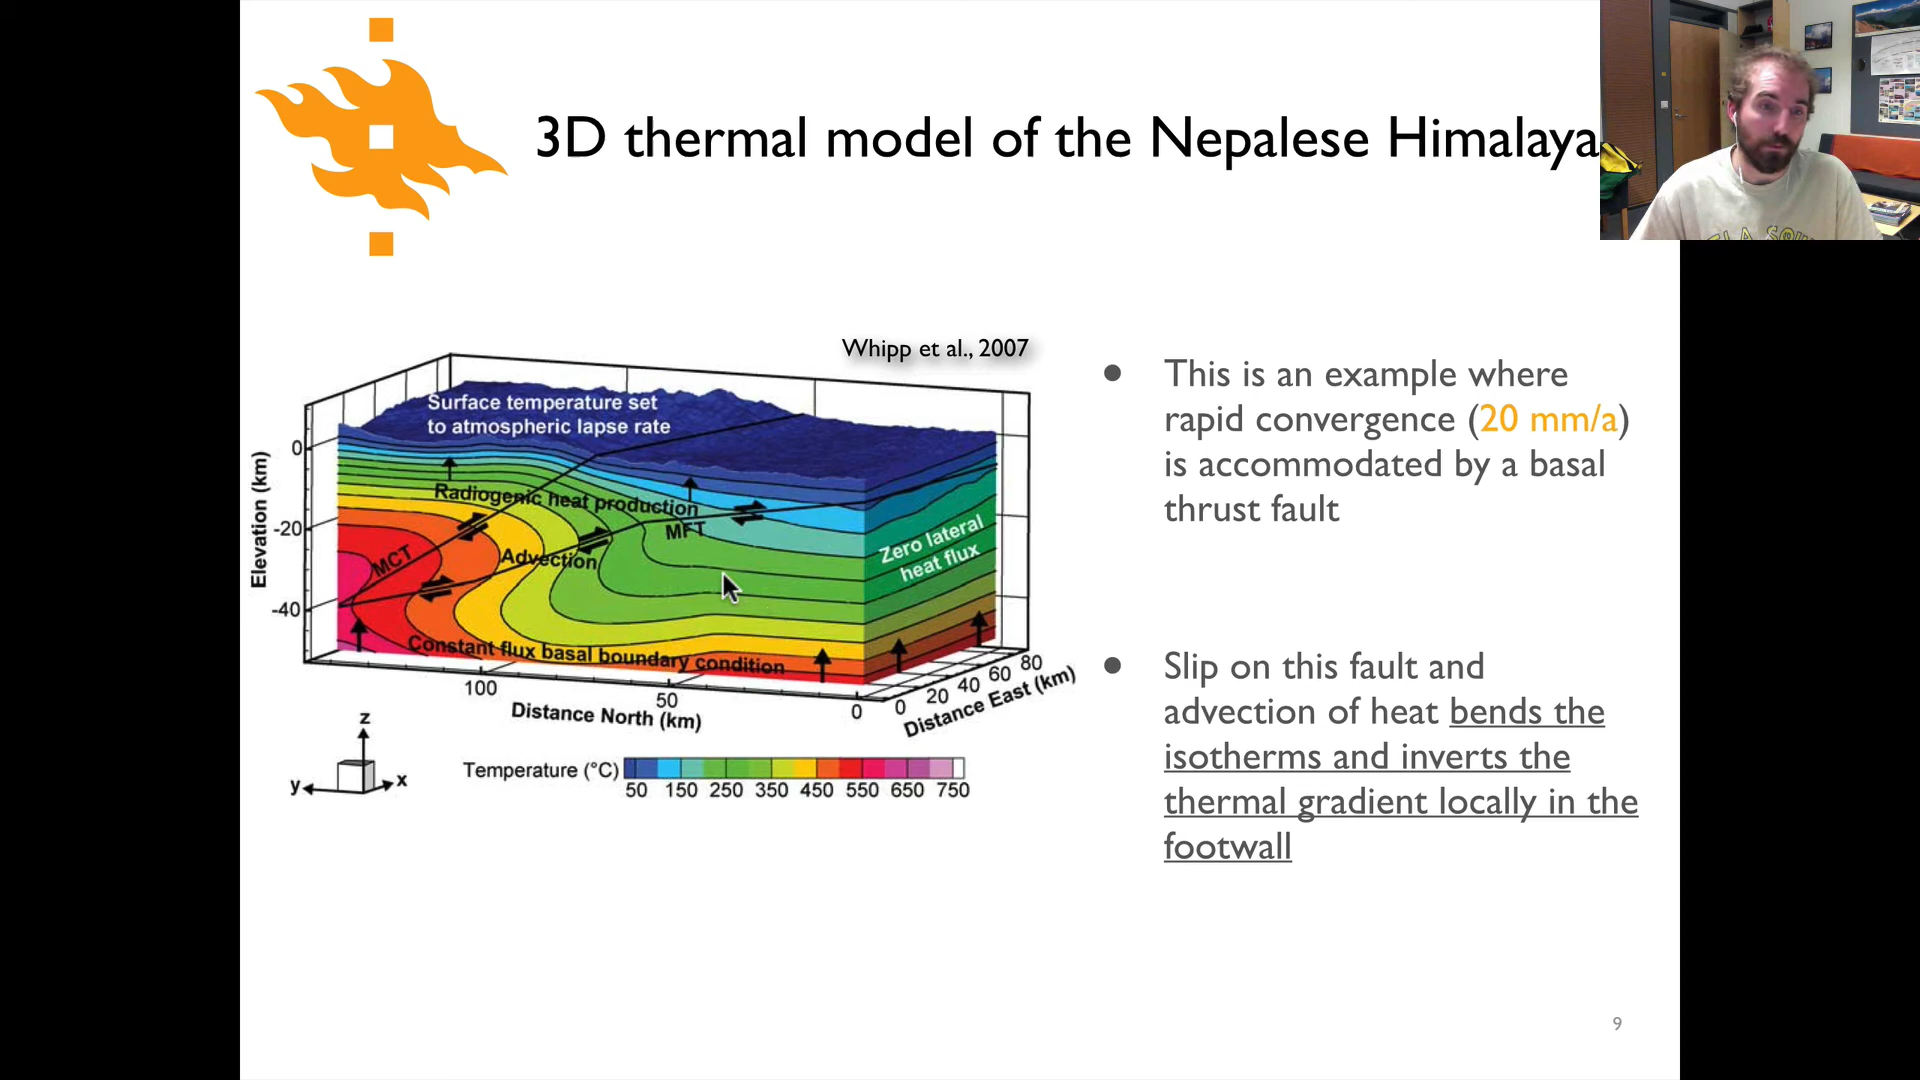 3D thermal model of the Nepalese Himalaya
Whipp et al., 2007
Surface temperature set
to atmospheric lapse rate
Radiogenic heat production
MFT
MCT
Advection
Zero lateral
heat flux
Constant flux basal boundary condition
Elevation (km)
0
-20
-40
100
50
0
Distance North (km)
0 20 40 60 80
Distance East (km)
z
y
x
Temperature (°C)
50 150 250 350 450 550 650 750
• This is an example where
rapid convergence (20 mm/a)
is accommodated by a basal
thrust fault
• Slip on this fault and
advection of heat bends the
isotherms and inverts the
thermal gradient locally in the
footwall
9